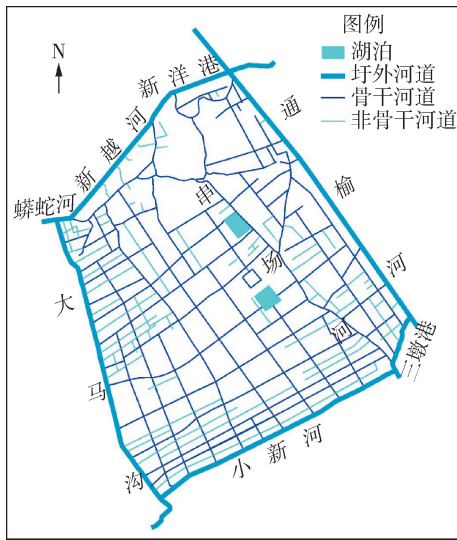 图例
湖泊
圩外河道
骨干河道
非骨干河道
N
新洋港
新越河
蟒蛇河
通榆河
串场河
大马沟
三墩港
小新河